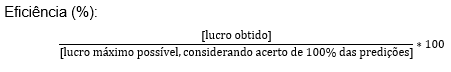 Eficiência (%):
[lucro obtido]
[lucro máximo possível, considerando acerto de 100% das predições] * 100